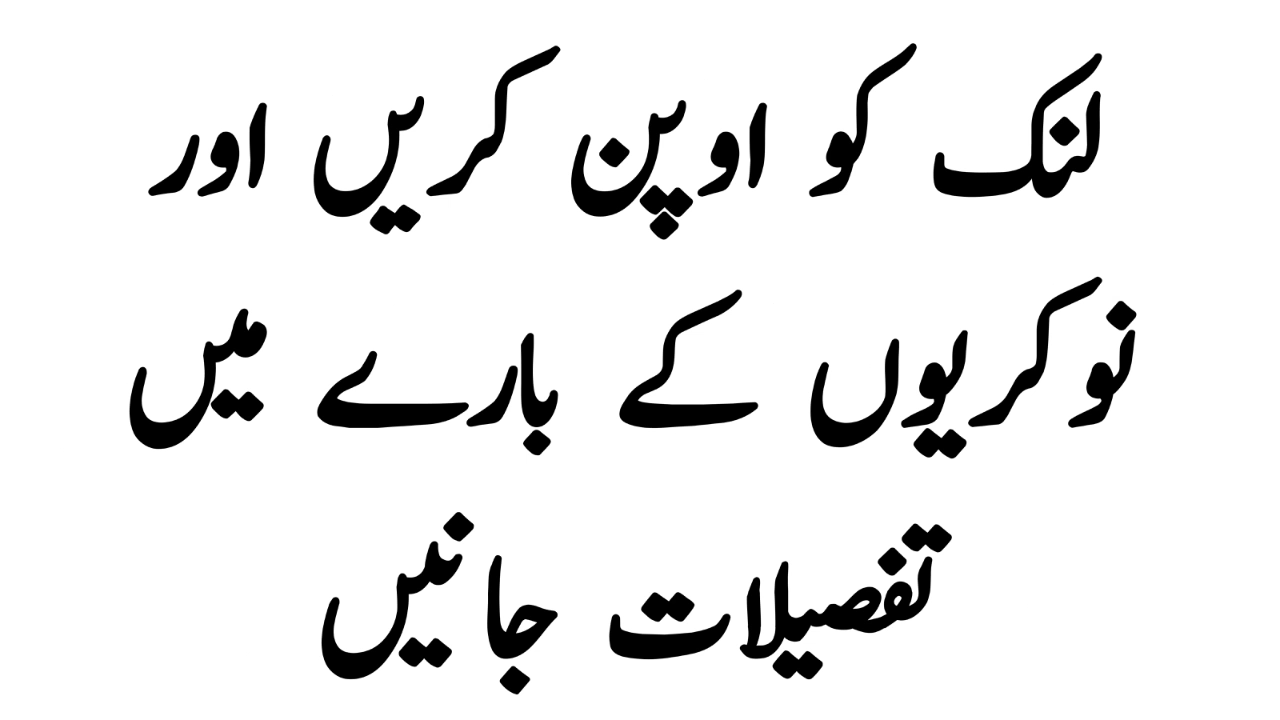 لنک کو اوپن کریں اور
نوکریوں کے بارے میں
تفصیلات جانیں